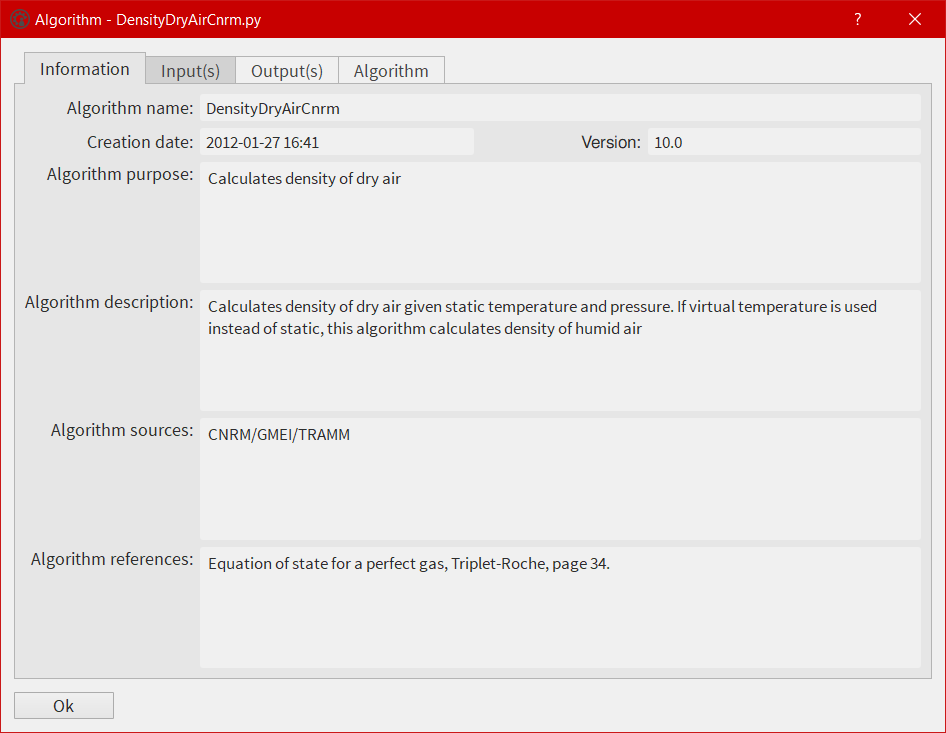 Algorithm - DensityDryAirCnrm.py ?
Information Input(s) Output(s) Algorithm
Algorithm name: DensityDryAirCnrm
Creation date: 2012-01-27 16:41 Version: 10.0
Algorithm purpose: Calculates density of dry air
Algorithm description: Calculates density of dry air given static temperature and pressure. If virtual temperature is used
instead of static, this algorithm calculates density of humid air
Algorithm sources: CNRM/GMEI/TRAMM
Algorithm references: Equation of state for a perfect gas, Triplet-Roche, page 34.
Ok